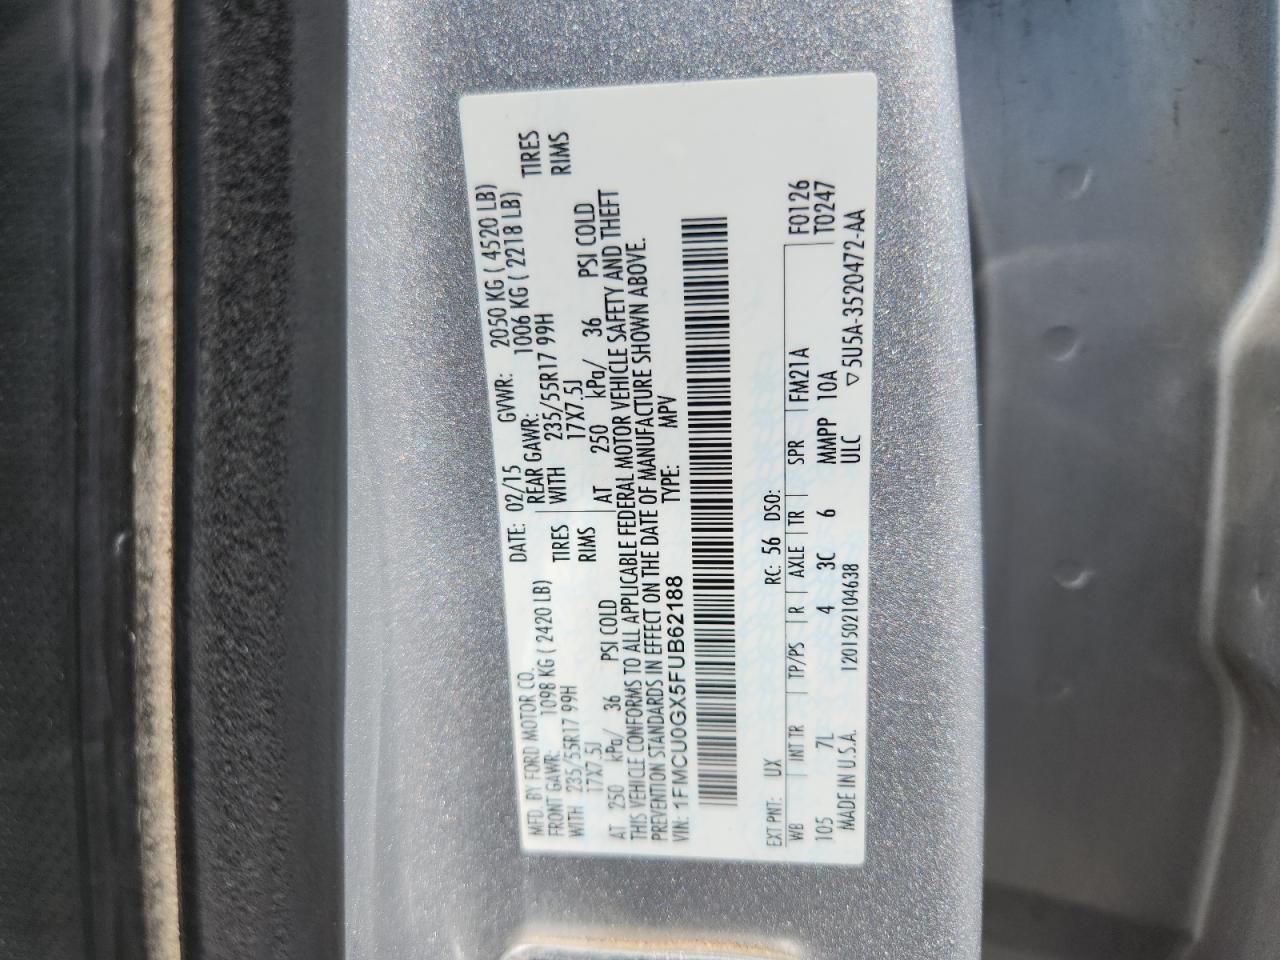 MFD. BY FORD MOTOR CO.
DATE: 02/15 GVWR: 2050 KG ( 4520 LB)
FRONT GAWR: 1098 KG ( 2420 LB) REAR GAWR: 1006 KG ( 2218 LB)
WITH 235/55R17 99H TIRES WITH 235/55R17 99H TIRES
17X7.5J RIMS 17X7.5J RIMS
AT 250 kPa/ 36 PSI COLD AT 250 kPa/ 36 PSI COLD
THIS VEHICLE CONFORMS TO ALL APPLICABLE FEDERAL MOTOR VEHICLE SAFETY AND THEFT
PREVENTION STANDARDS IN EFFECT ON THE DATE OF MANUFACTURE SHOWN ABOVE.
VIN: 1FMCU0GX5FUB62188 TYPE: MPV
EXT PNT: UX RC: 56 DSO:
WB INT TR TP/PS R AXLE TR SPR F0126
105 7L 4 3C 6 MMPP FM21A 10A T0247
MADE IN U.S.A. 1201502104638 ULC ▽5U5A-3520472-AA